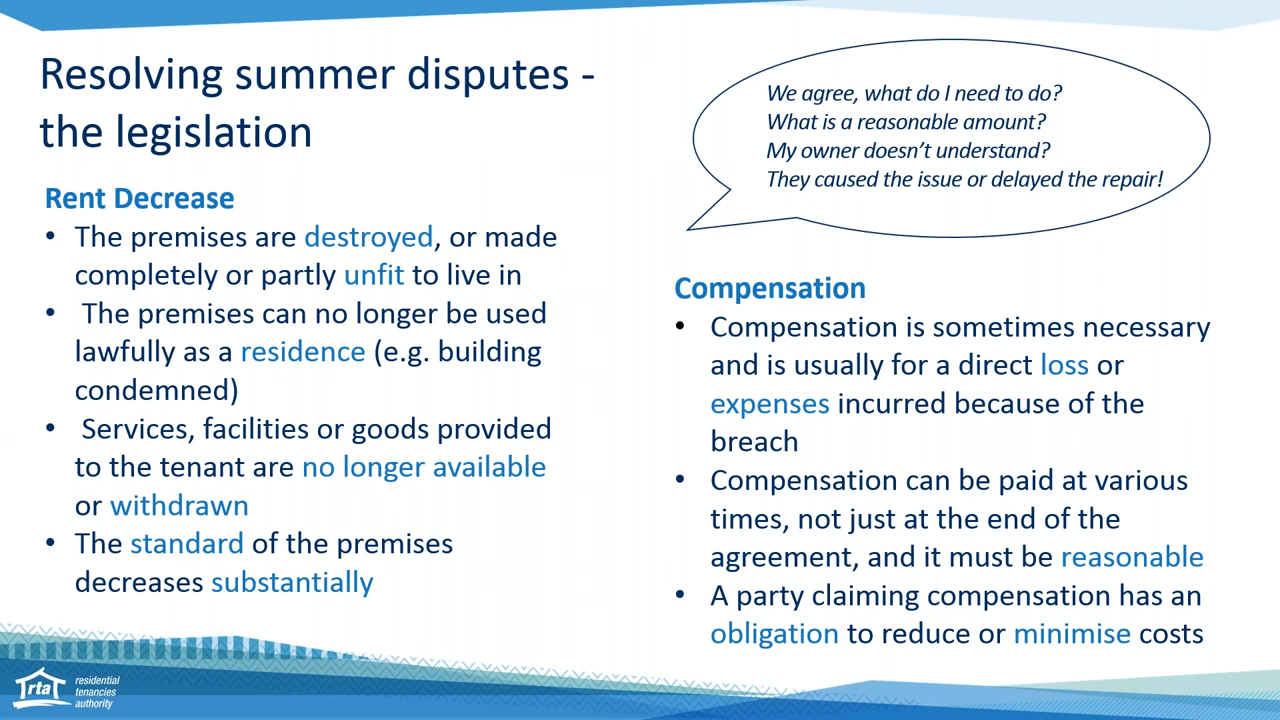 Resolving summer disputes -
the legislation
Rent Decrease
• The premises are destroyed, or made
completely or partly unfit to live in
• The premises can no longer be used
lawfully as a residence (e.g. building
condemned)
• Services, facilities or goods provided
to the tenant are no longer available
or withdrawn
• The standard of the premises
decreases substantially
We agree, what do I need to do?
What is a reasonable amount?
My owner doesn’t understand?
They caused the issue or delayed the repair!
Compensation
• Compensation is sometimes necessary
and is usually for a direct loss or
expenses incurred because of the
breach
• Compensation can be paid at various
times, not just at the end of the
agreement, and it must be reasonable
• A party claiming compensation has an
obligation to reduce or minimise costs
rta
residential
tenancies
authority